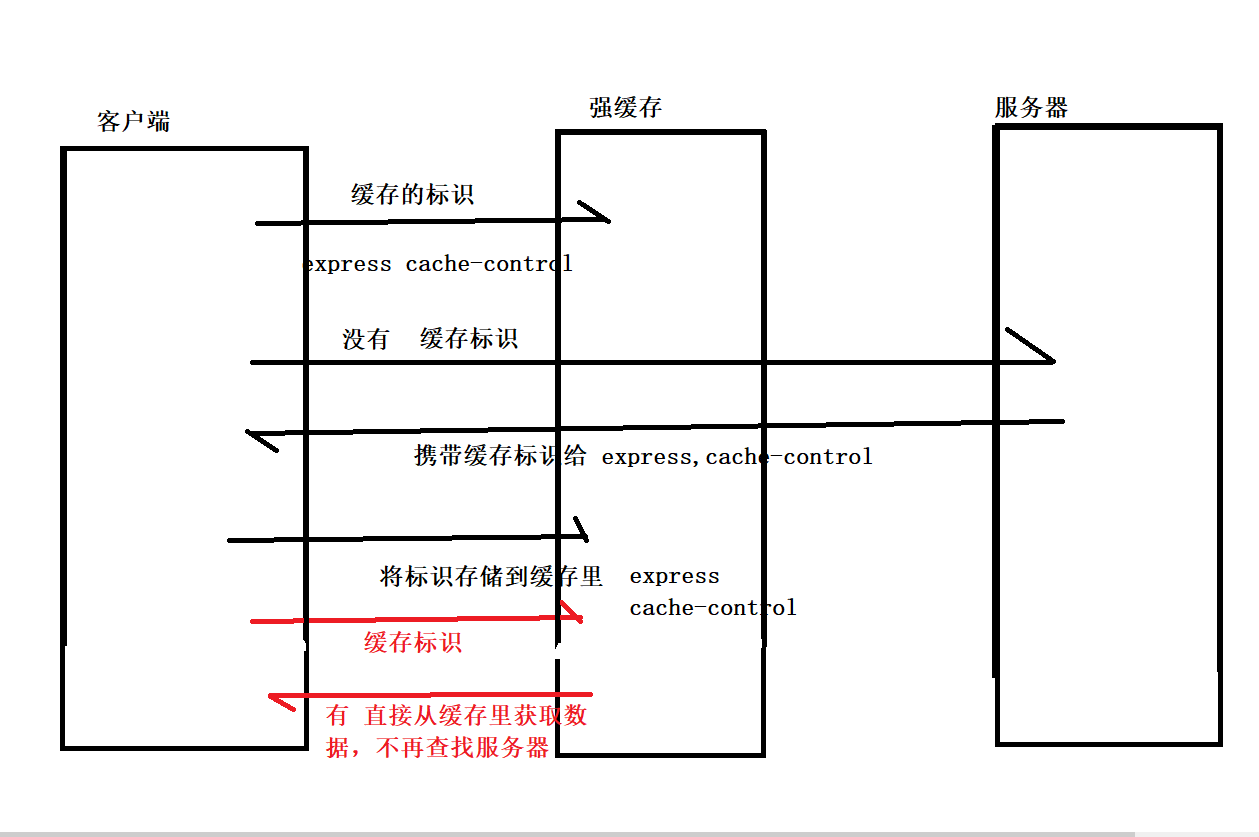 客户端
强缓存
服务器
缓存的标识
express cache-control
没有 缓存标识
携带缓存标识给 express,cache-control
将标识存储到缓存里 express
cache-control
缓存标识
有 直接从缓存里获取数
据，不再查找服务器